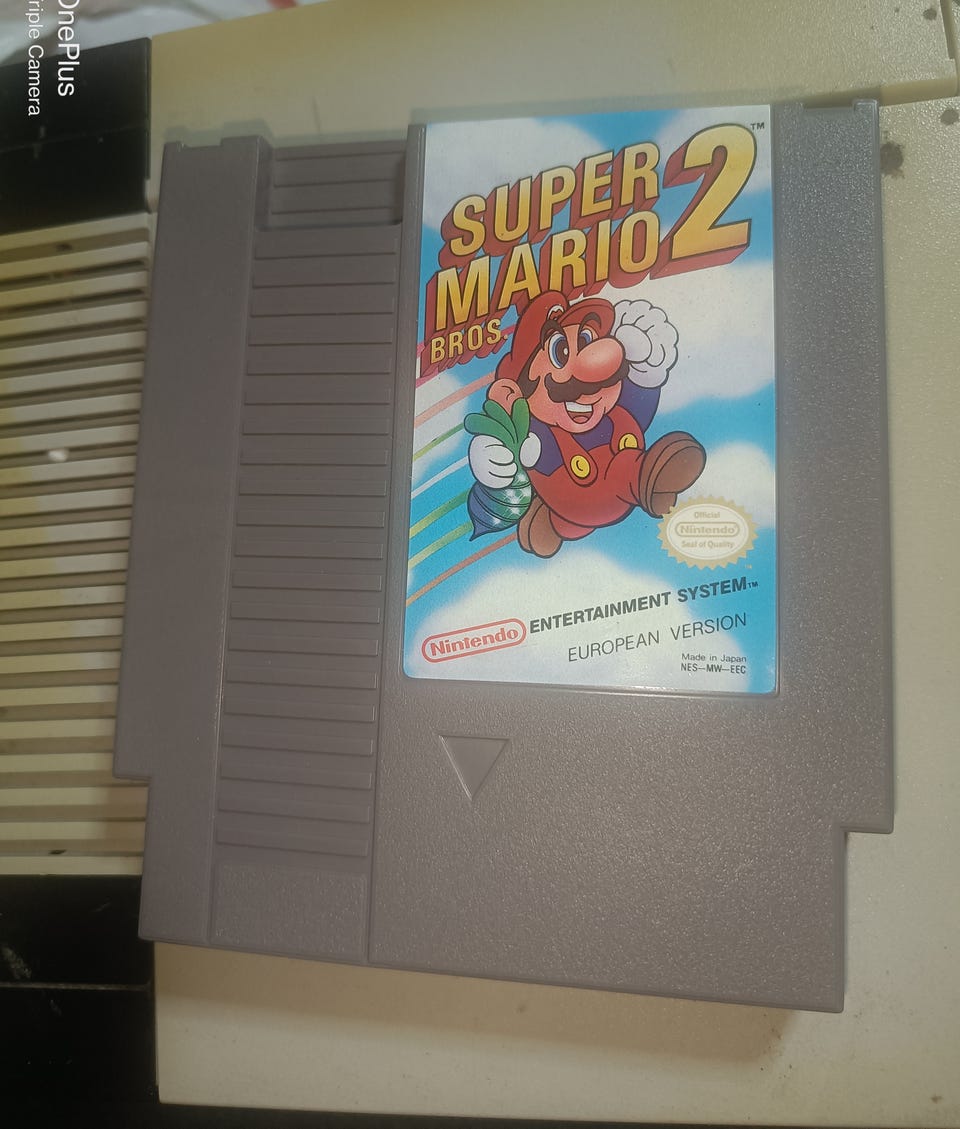 OnePlus
Triple Camera
SUPER
MARIO 2™
BROS.
Official
Nintendo
Seal of Quality
™
Nintendo ENTERTAINMENT SYSTEM™
EUROPEAN VERSION
Made in Japan
NES-MW-EEC